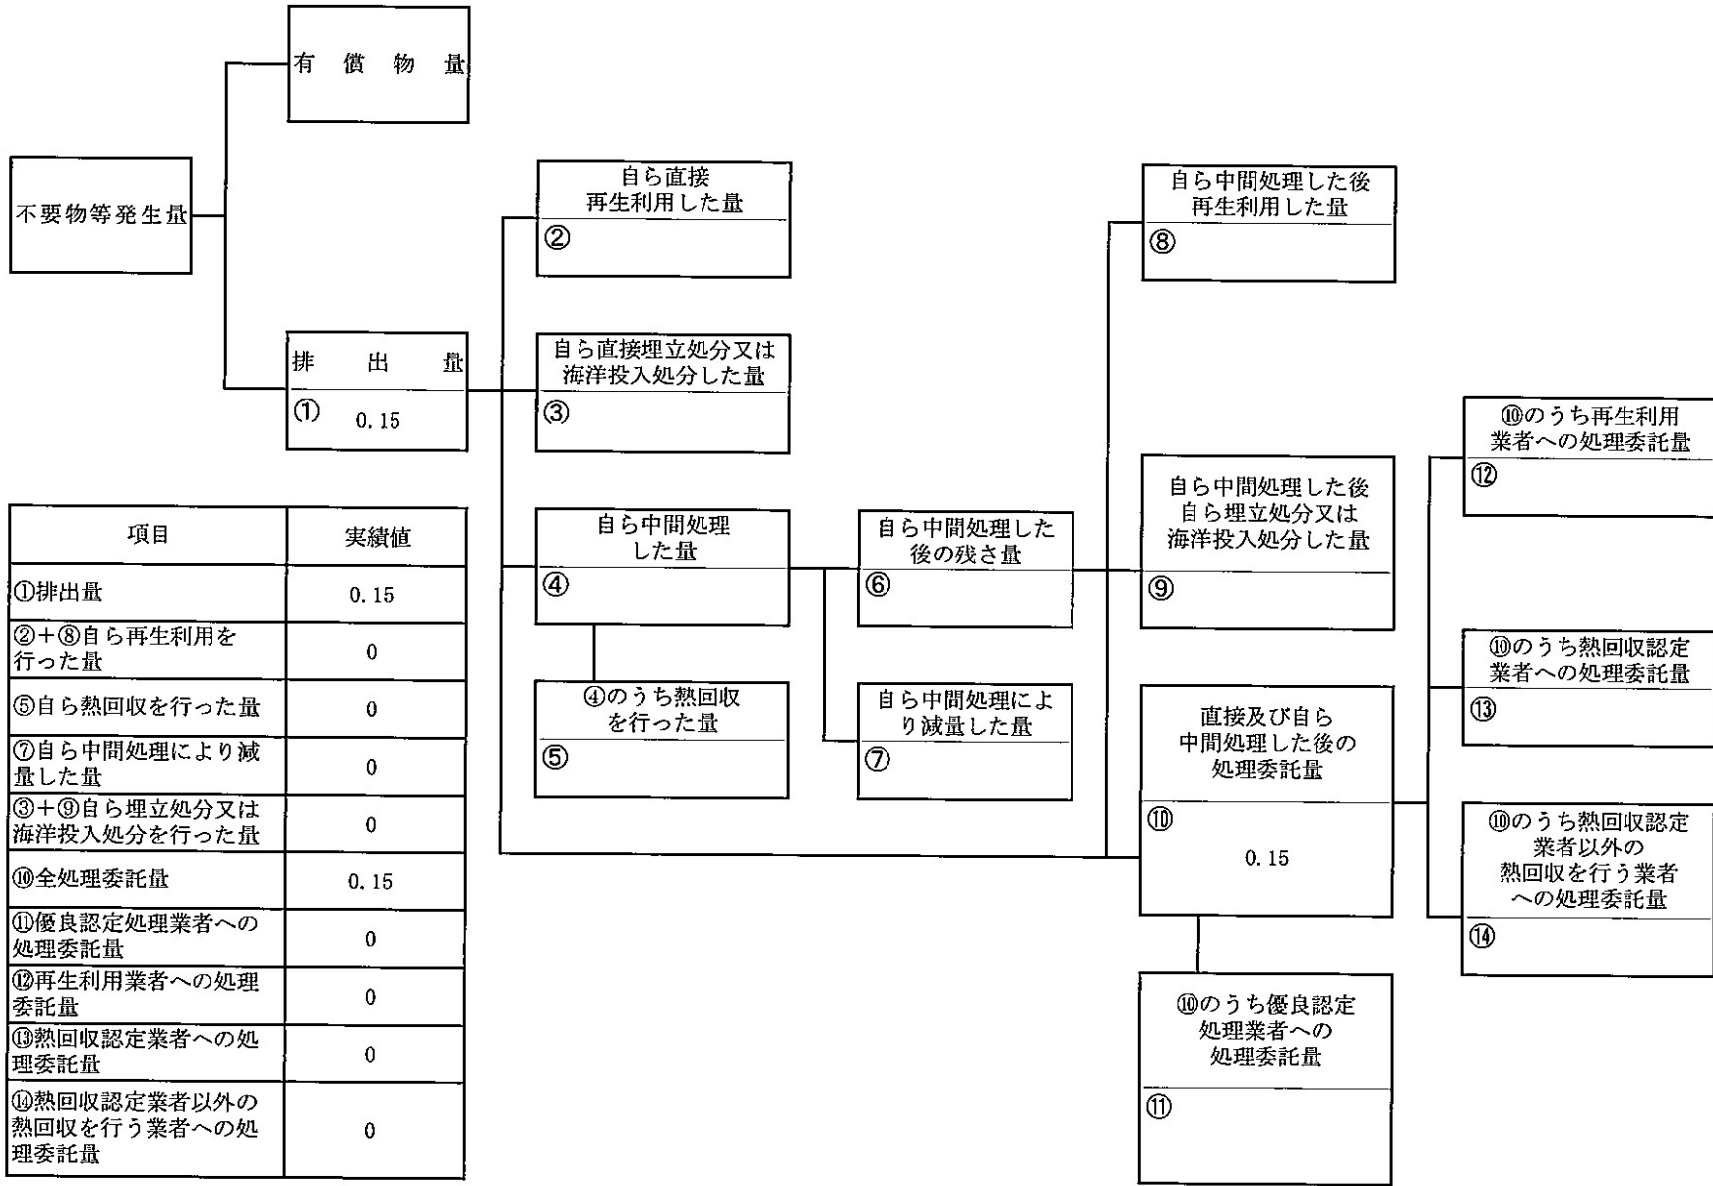 有償物量
不要物等発生量
排出量
① 0.15
自ら直接
再生利用した量
②
自ら直接埋立処分又は
海洋投入処分した量
③
自ら中間処理
した量
④
④のうち熱回収
を行った量
⑤
自ら中間処理した
後の残さ量
⑥
自ら中間処理によ
り減量した量
⑦
自ら中間処理した後
再生利用した量
⑧
自ら中間処理した後
自ら埋立処分又は
海洋投入処分した量
⑨
直接及び自ら
中間処理した後の
処理委託量
⑩
0.15
⑩のうち優良認定
処理業者への
処理委託量
⑪
⑩のうち再生利用
業者への処理委託量
⑫
⑩のうち熱回収認定
業者への処理委託量
⑬
⑩のうち熱回収認定
業者以外の
熱回収を行う業者
への処理委託量
⑭
項目 実績値
①排出量 0.15
②+⑧自ら再生利用を
行った量 0
⑤自ら熱回収を行った量 0
⑦自ら中間処理により減
量した量 0
③+⑨自ら埋立処分又は
海洋投入処分を行った量 0
⑩全処理委託量 0.15
⑪優良認定処理業者への
処理委託量 0
⑫再生利用業者への処理
委託量 0
⑬熱回収認定業者への処
理委託量 0
⑭熱回収認定業者以外の
熱回収を行う業者への処
理委託量 0